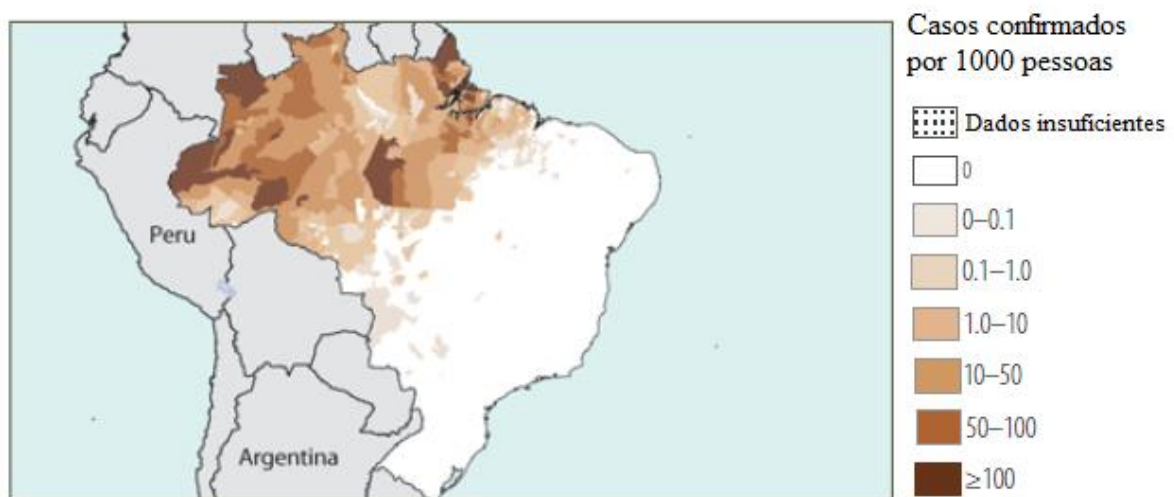 Casos confirmados
por 1000 pessoas
Dados insuficientes
0
0–0.1
0.1–1.0
1.0–10
10–50
50–100
≥100
Peru
Argentina